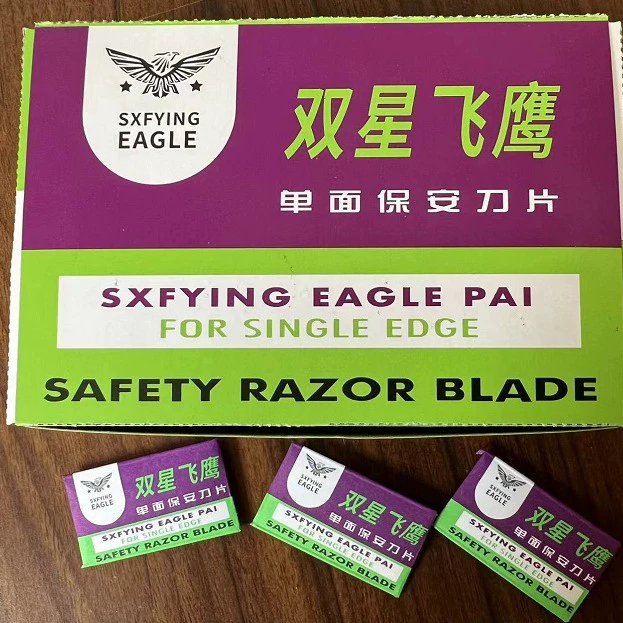 SXFYING
EAGLE
双星飞鹰
单面保安刀片
SXFYING EAGLE PAI
FOR SINGLE EDGE
SAFETY RAZOR BLADE
SXFYING
EAGLE
双星飞鹰
单面保安刀片
SXFYING EAGLE PAI
FOR SINGLE EDGE
SAFETY RAZOR BLADE
SXFYING
EAGLE
双星飞鹰
单面保安刀片
SXFYING EAGLE PAI
FOR SINGLE EDGE
SAFETY RAZOR BLADE
SXFYING
EAGLE
双星飞鹰
单面保安刀片
SXFYING EAGLE PAI
FOR SINGLE EDGE
SAFETY RAZOR BLADE